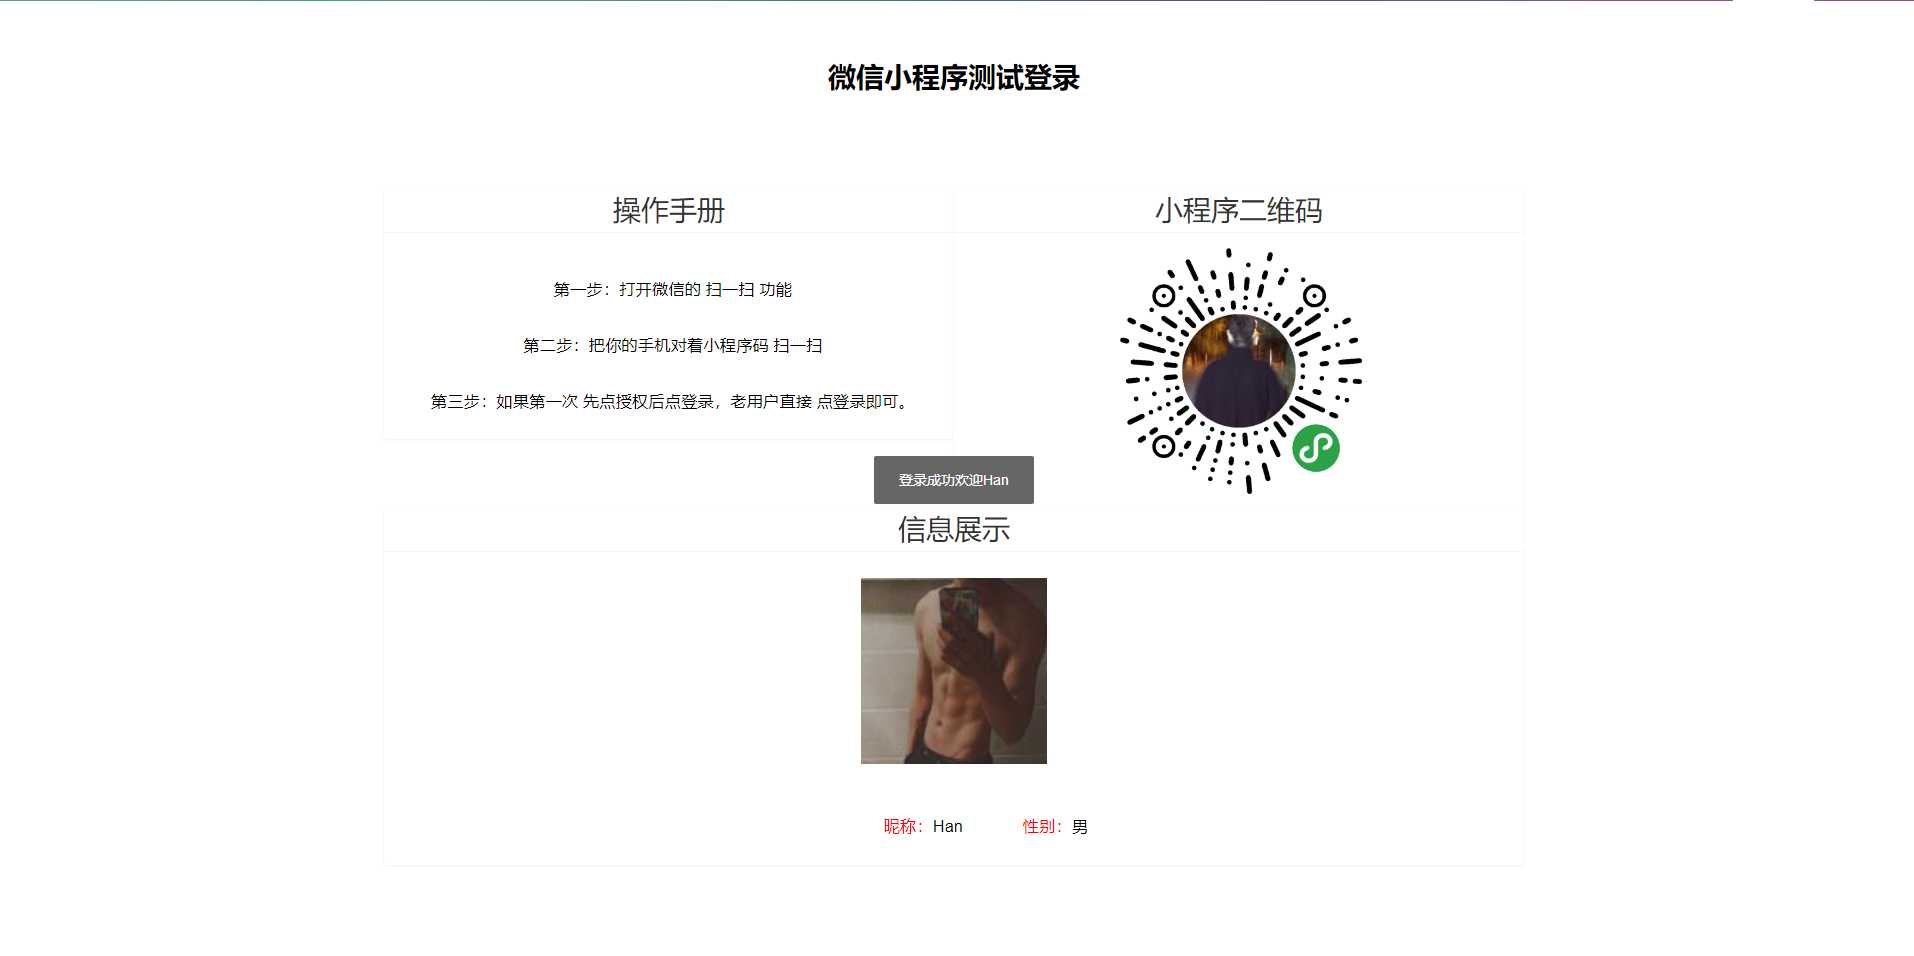 微信小程序测试登录
操作手册
第一步：打开微信的 扫一扫 功能
第二步：把你的手机对着小程序码 扫一扫
第三步：如果第一次 先点授权后点登录，老用户直接 点登录即可。
小程序二维码
登录成功欢迎Han
信息展示
昵称：Han 性别：男